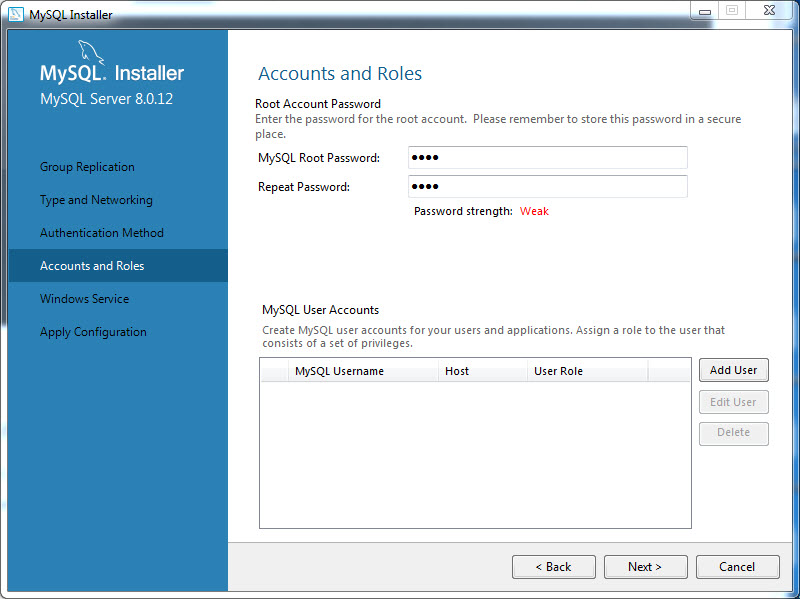 MySQL Installer
MySQL. Installer
MySQL Server 8.0.12
Group Replication
Type and Networking
Authentication Method
Accounts and Roles
Windows Service
Apply Configuration
Accounts and Roles
Root Account Password
Enter the password for the root account.  Please remember to store this password in a secure
place.
MySQL Root Password: ●●●●
Repeat Password: ●●●●
Password strength: Weak
MySQL User Accounts
Create MySQL user accounts for your users and applications. Assign a role to the user that
consists of a set of privileges.
MySQL Username Host User Role
Add User
Edit User
Delete
< Back Next > Cancel